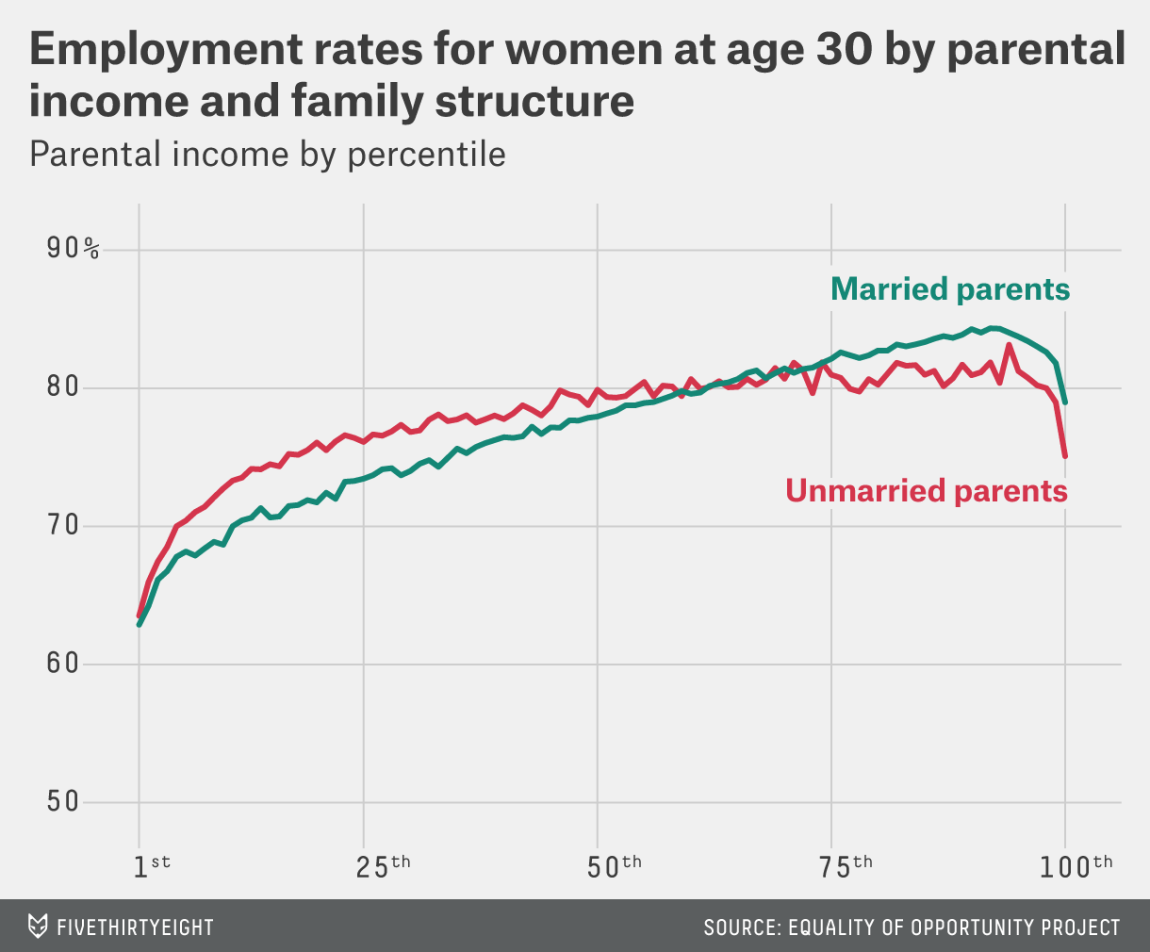 Employment rates for women at age 30 by parental
income and family structure
Parental income by percentile
90%
Married parents
80
Unmarried parents
70
60
50
1st 25th 50th 75th 100th
FIVETHIRTYEIGHT SOURCE: EQUALITY OF OPPORTUNITY PROJECT